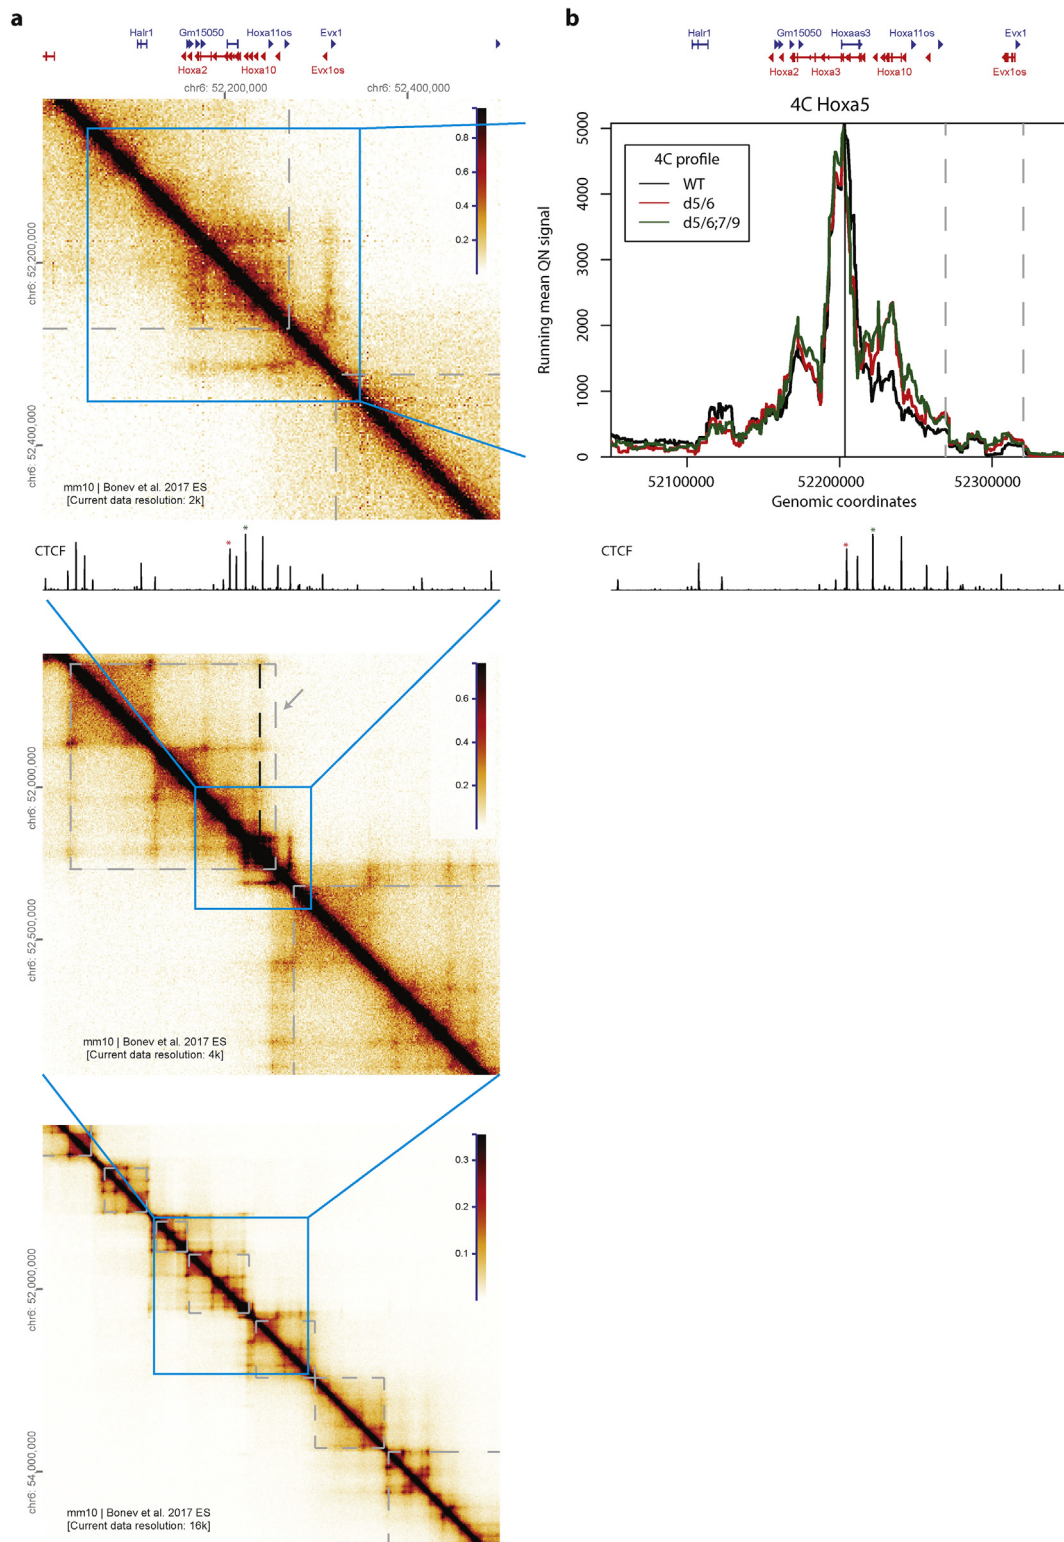 a
Halr1 Gm15050 Hoxa11os Evx1
Hoxa2 Hoxa10 Evx1os
chr6: 52,200,000 chr6: 52,400,000
0.8
0.6
0.4
0.2
chr6: 52,200,000
chr6: 52,400,000
mm10 | Bonev et al. 2017 ES
[Current data resolution: 2k]
CTCF
*
*
0.6
0.4
0.2
chr6: 52,000,000
chr6: 52,500,000
mm10 | Bonev et al. 2017 ES
[Current data resolution: 4k]
0.3
0.2
0.1
chr6: 52,000,000
chr6: 54,000,000
mm10 | Bonev et al. 2017 ES
[Current data resolution: 16k]
b
Halr1 Gm15050 Hoxaas3 Hoxa11os Evx1
Hoxa2 Hoxa3 Hoxa10 Evx1os
4C Hoxa5
4C profile
WT
d5/6
d5/6;7/9
Running mean QN signal
5000
4000
3000
2000
1000
0
52100000 52200000 52300000
Genomic coordinates
CTCF
*
*